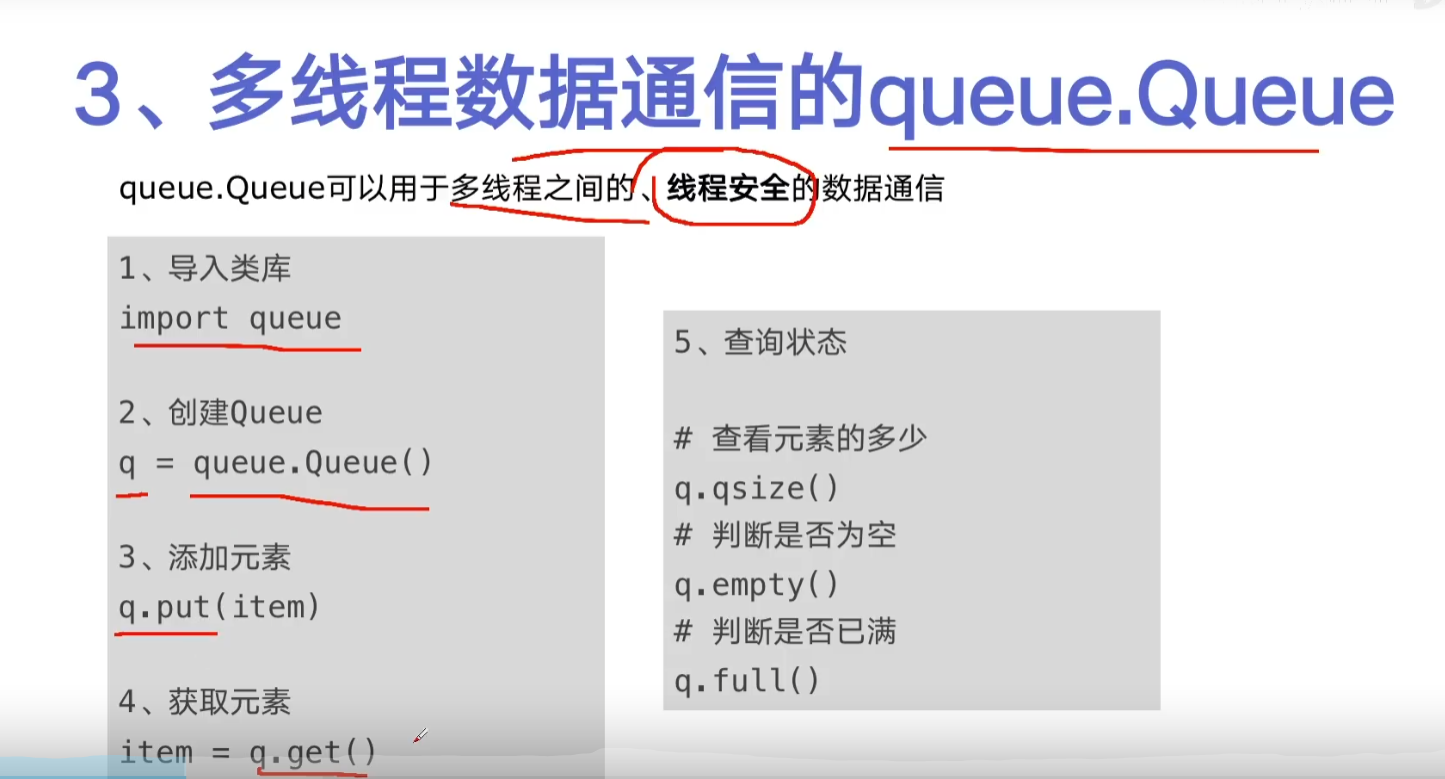 3、多线程数据通信的queue.Queue
queue.Queue可以用于多线程之间的、线程安全的数据通信
1、导入类库
import queue
2、创建Queue
q = queue.Queue()
3、添加元素
q.put(item)
4、获取元素
item = q.get()
5、查询状态
# 查看元素的多少
q.qsize()
# 判断是否为空
q.empty()
# 判断是否已满
q.full()